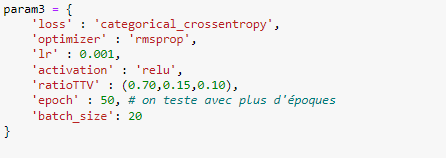 param3 = {
    'loss' : 'categorical_crossentropy',
    'optimizer' : 'rmsprop',
    'lr' : 0.001,
    'activation' : 'relu',
    'ratioTTV' : (0.70,0.15,0.10),
    'epoch' : 50, # on teste avec plus d'époques
    'batch_size': 20
}